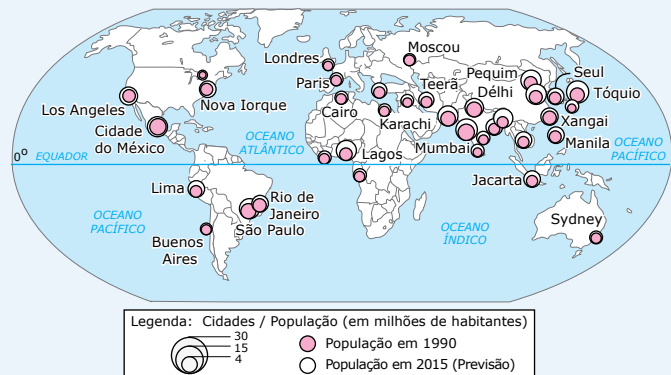 Moscou
Londres
Paris
Teerã
Pequim
Seul
Délhi
Tóquio
Los Angeles
Nova Iorque
Cairo
Karachi
Xangai
Cidade
do México
OCEANO
ATLÂNTICO
OCEANO
PACÍFICO
Manila
Mumbai
Lagos
0º
EQUADOR
Lima
Jacarta
Rio de
Janeiro
São Paulo
OCEANO
PACÍFICO
OCEANO
ÍNDICO
Sydney
Buenos
Aires
Legenda: Cidades / População (em milhões de habitantes)
30
15
4
População em 1990
População em 2015 (Previsão)